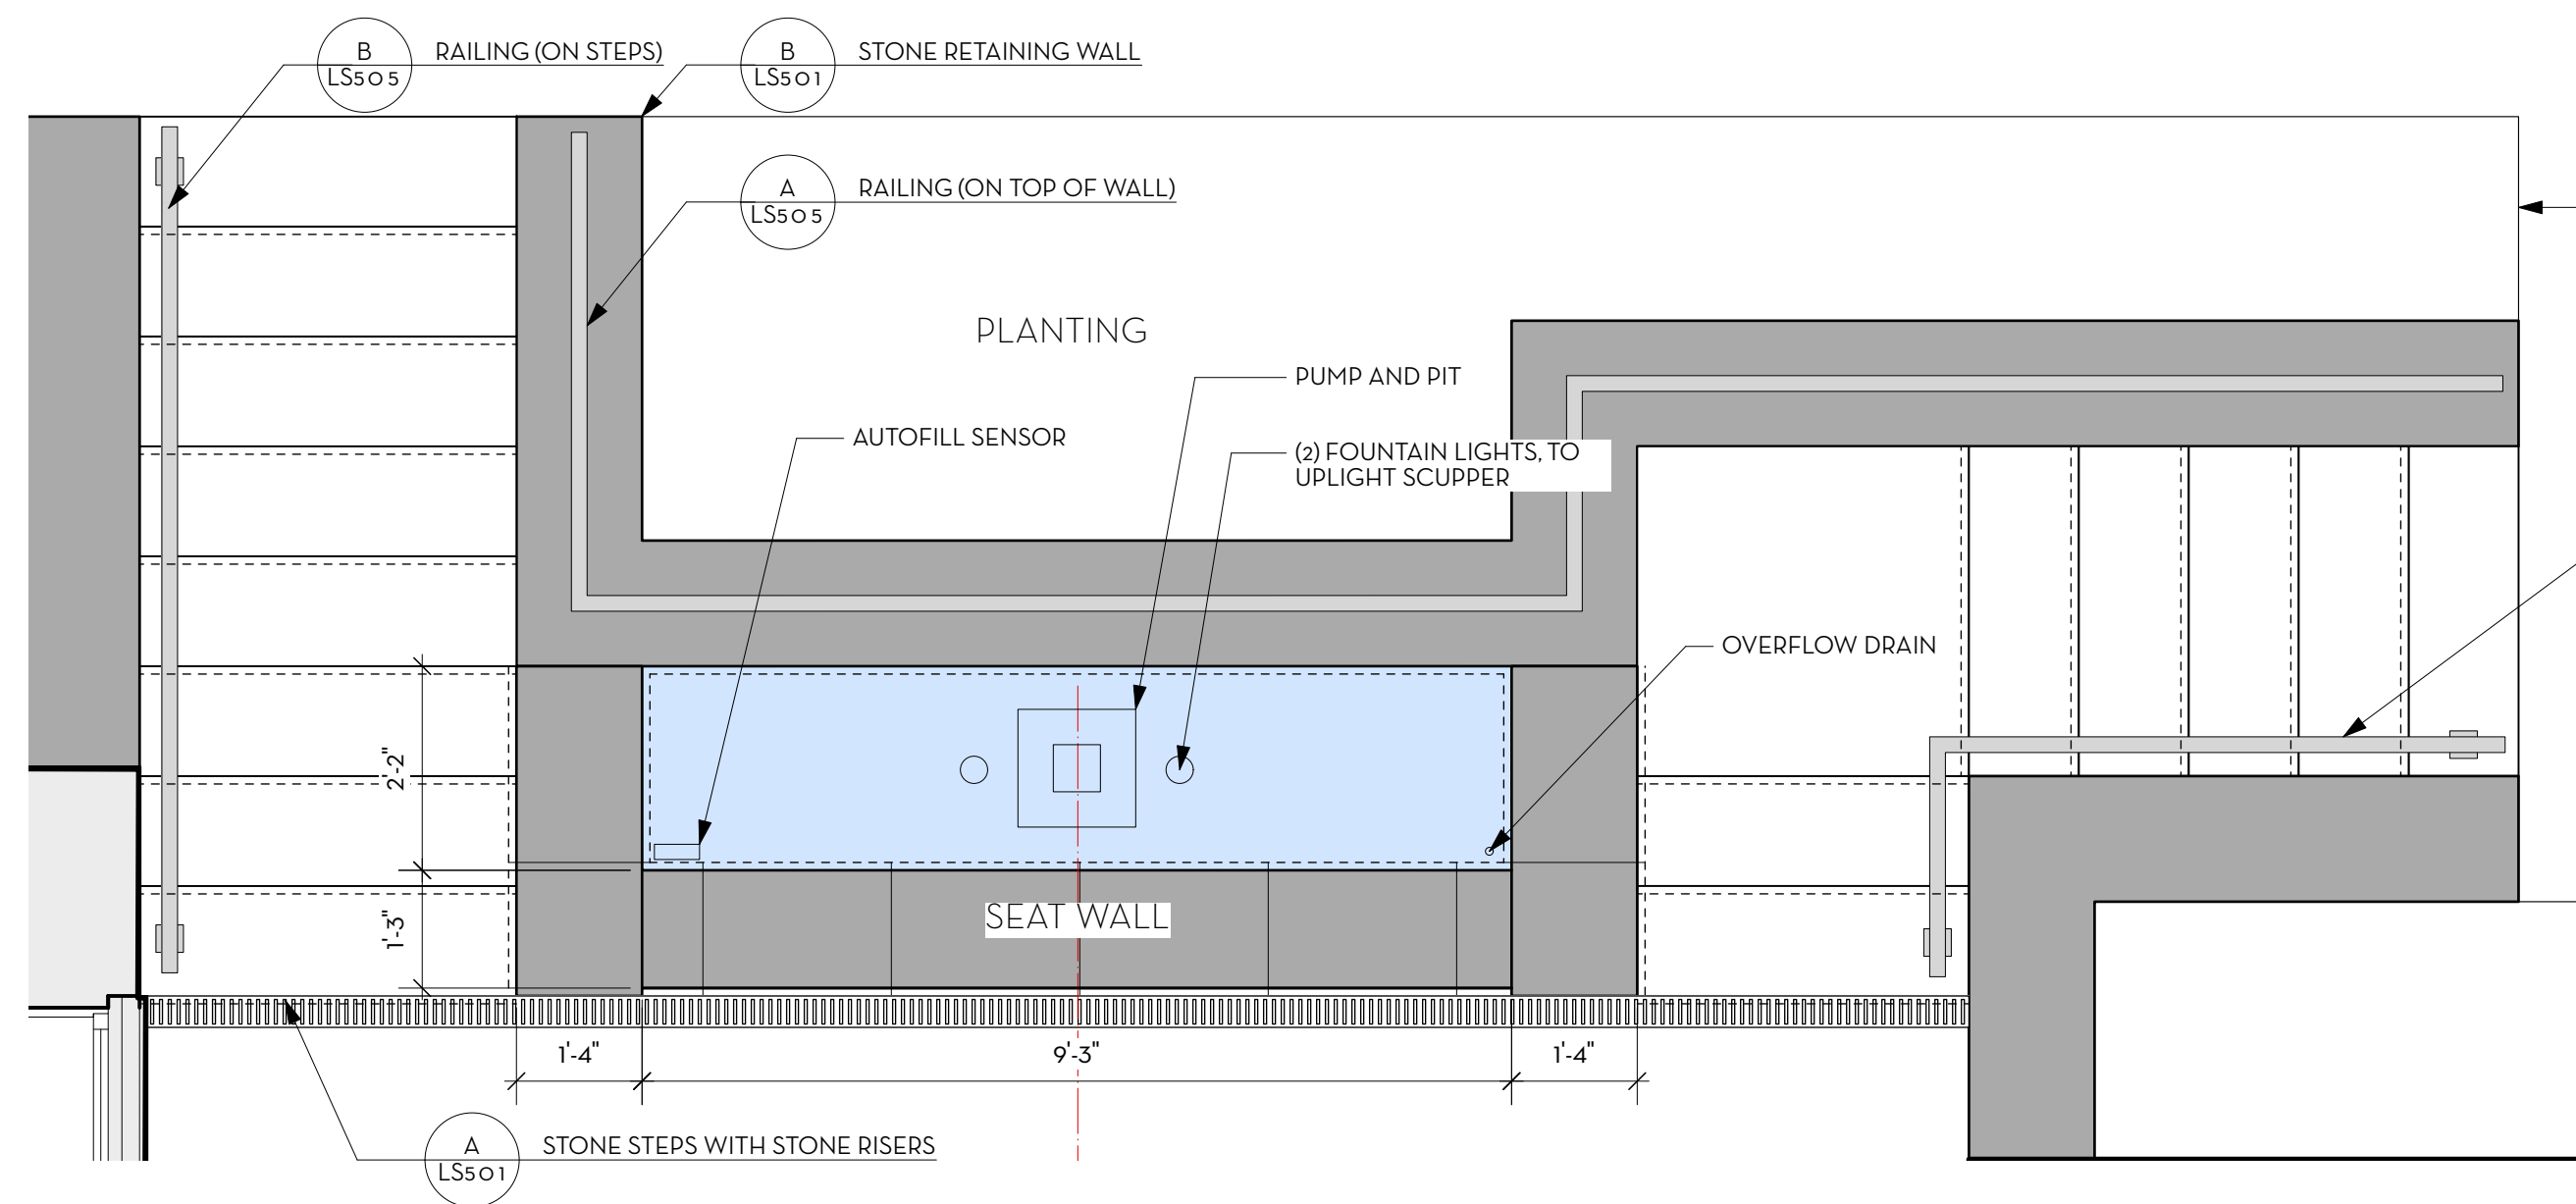 B
LS505
RAILING (ON STEPS)
B
LS501
STONE RETAINING WALL
A
LS505
RAILING (ON TOP OF WALL)
PLANTING
PUMP AND PIT
AUTOFILL SENSOR
(2) FOUNTAIN LIGHTS, TO
UPLIGHT SCUPPER
OVERFLOW DRAIN
2'-2"
1'-3"
SEAT WALL
1'-4"
9'-3"
1'-4"
A
LS501
STONE STEPS WITH STONE RISERS